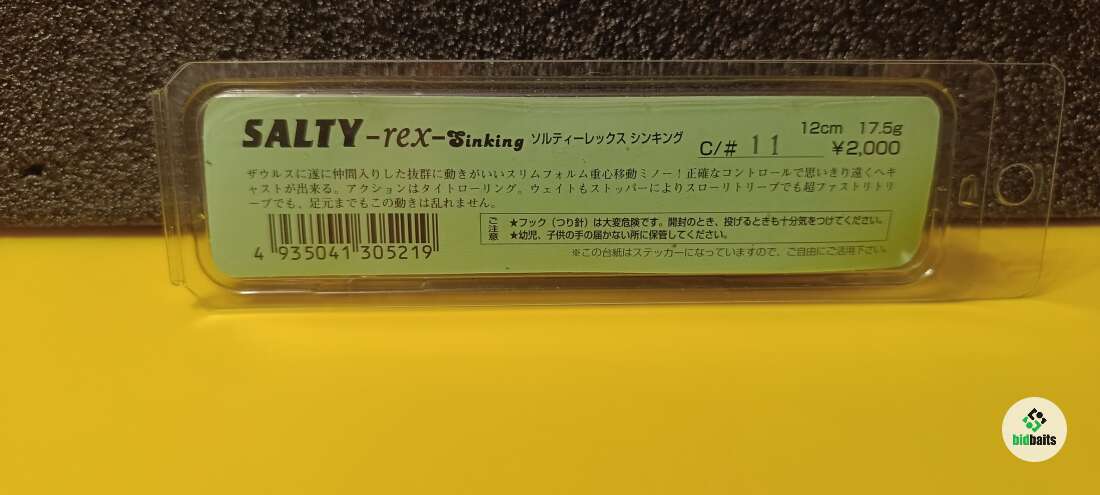 SALTY-rex-Sinking ソルティーレックス シンキング
C/# 11
12cm 17.5g
¥2,000
ザウルスに遂に仲間入りした抜群に動きがいいスリムフォルム重心移動ミノー!正確なコントロールで思いきり遠くへキ
ャストが出来る。アクションはタイトローリング。ウェイトもストッパーによりスローリトリーブでも超ファストリトリ
ーブでも、足元までもこの動きは乱れません。
4 935041 305219
ご注意
★フック(つり針)は大変危険です。開封のとき、投げるときも十分気をつけてください。
★幼児、子供の手の届かない所に保管してください。
※この台紙はステッカーになっていますので、ご自由にご活用下さい。
bidbaits